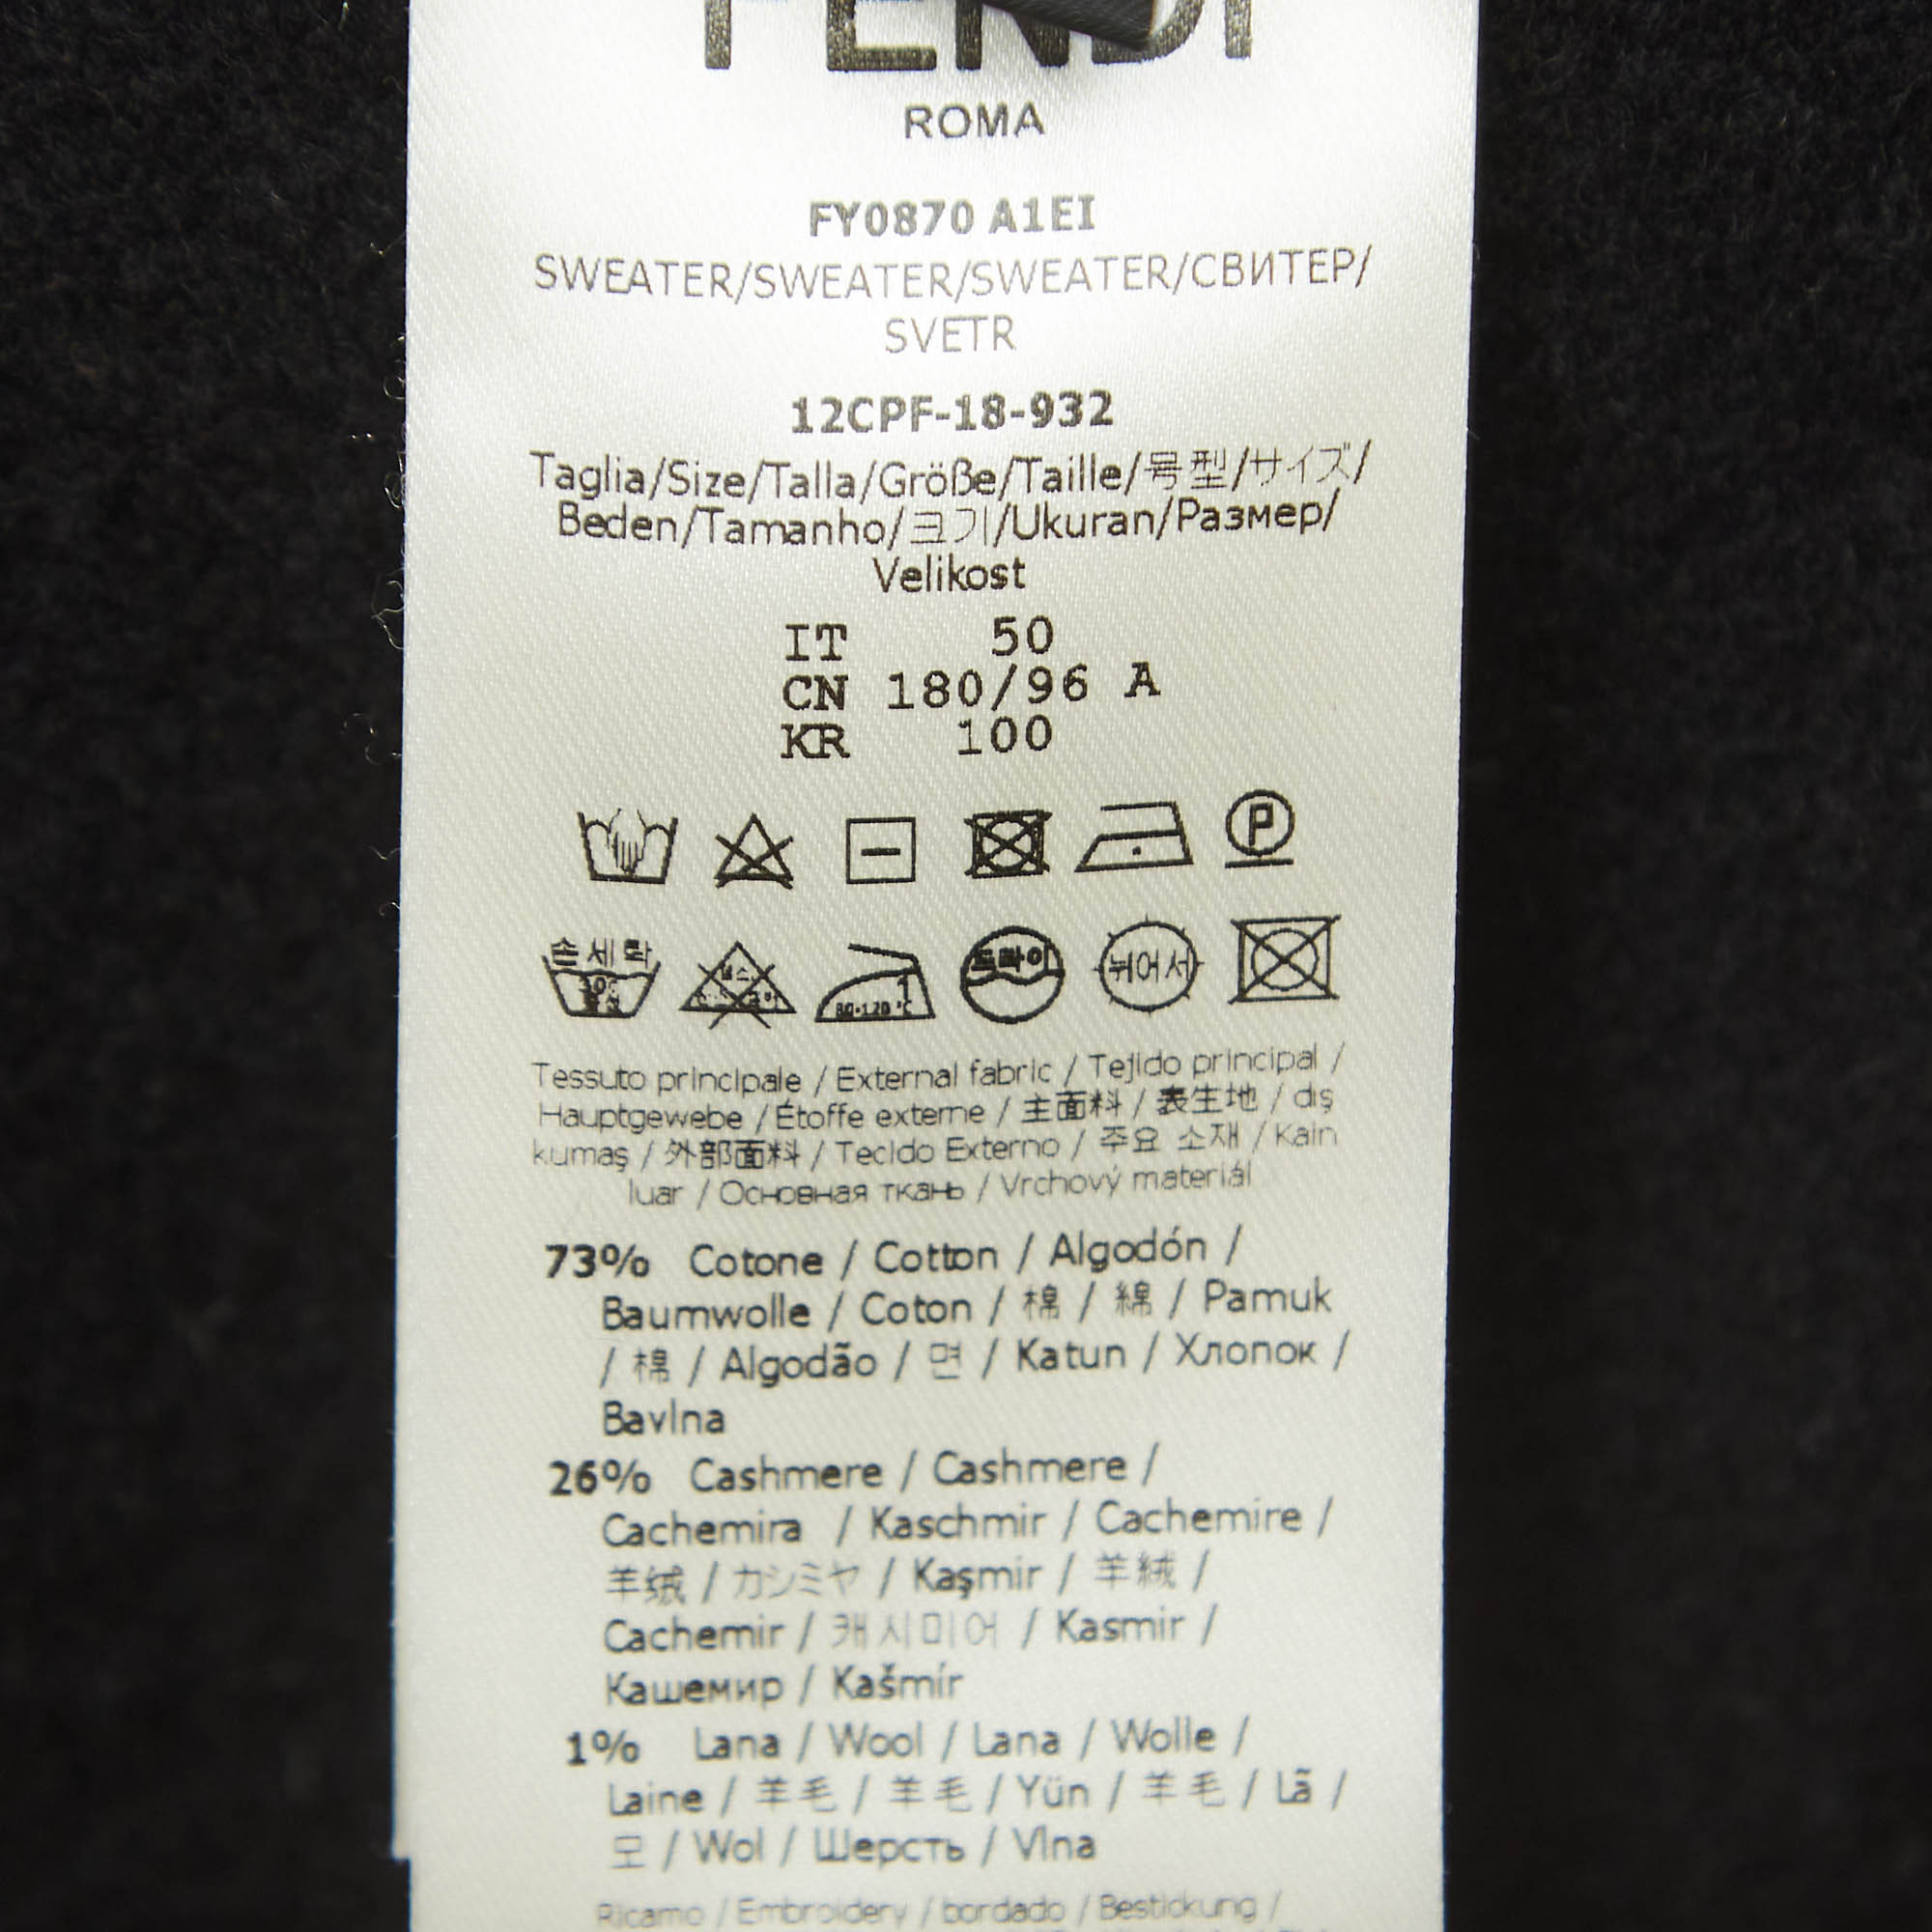 FENDI
ROMA
FY0870 A1EI
SWEATER/SWEATER/SWEATER/СВИТЕР/
SVETR
12CPF-18-932
Taglia/Size/Talla/Größe/Taille/号型/サイズ/
Beden/Tamanho/크기/Ukuran/Размер/
Velikost
IT 50
CN 180/96 A
KR 100
P
손세탁
드라이
뉘어서
80-120 °C
Tessuto principale / External fabric / Tejido principal /
Hauptgewebe / Étoffe externe / 主面料 / 表生地 / dış
kumaş / 外部面料 / Tecido Externo / 주요 소재 / Kain
luar / Основная ткань / Vrchový materiál
73% Cotone / Cotton / Algodón /
Baumwolle / Coton / 棉 / 綿 / Pamuk
/ 棉 / Algodão / 면 / Katun / Хлопок /
Bavlna
26% Cashmere / Cashmere /
Cachemira / Kaschmir / Cachemire /
羊绒 / カシミヤ / Kaşmir / 羊絨 /
Cachemir / 캐시미어 / Kasmir /
Кашемир / Kašmír
1% Lana / Wool / Lana / Wolle /
Laine / 羊毛 / 羊毛 / Yün / 羊毛 / Lã /
모 / Wol / Шерсть / Vlna
Ricamo / Embroidery / bordado / Bestickung /